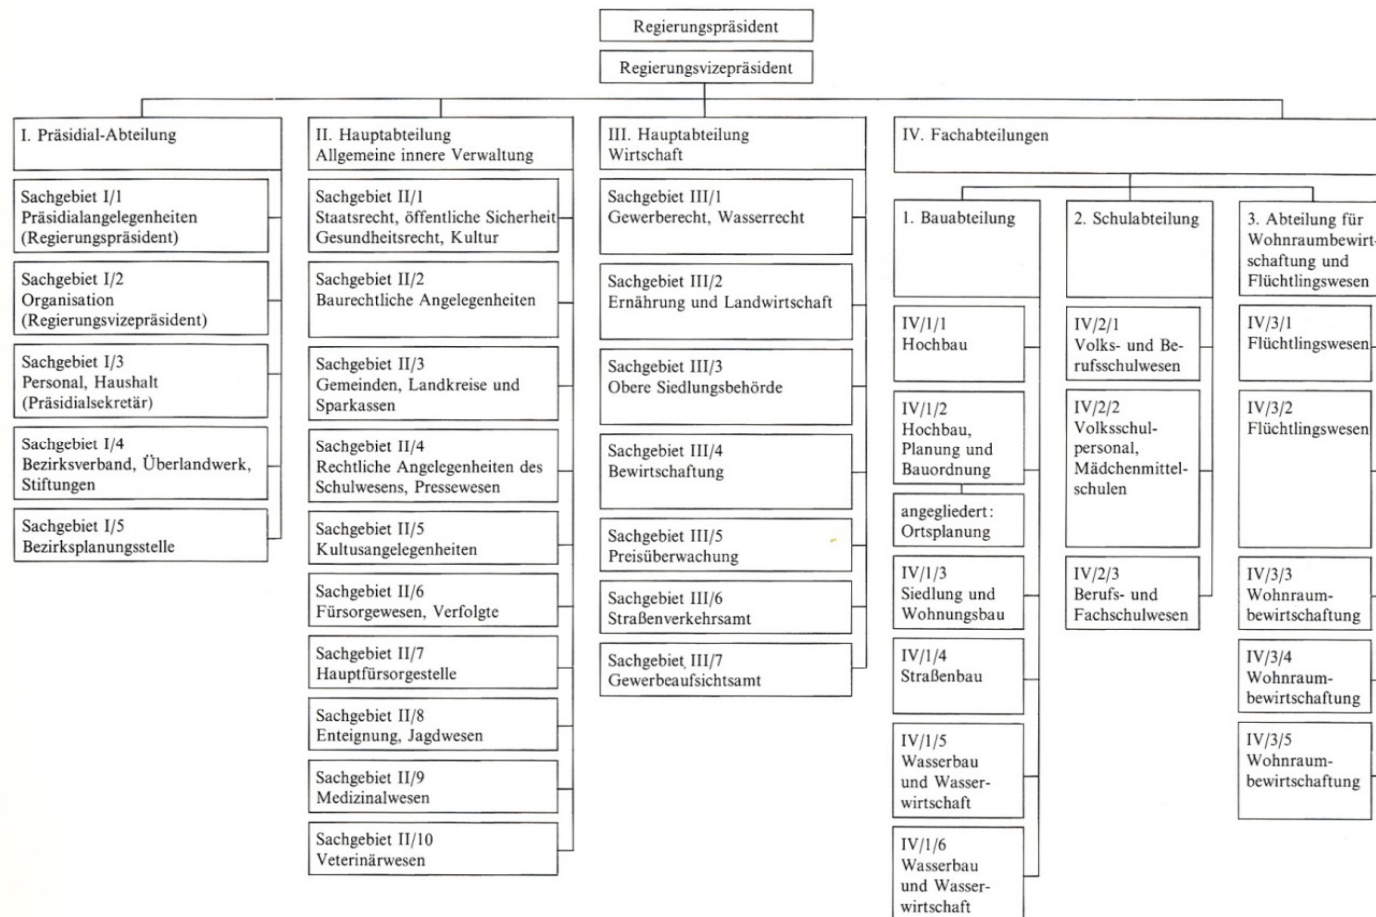 Regierungspräsident
Regierungsvizepräsident
I. Präsidial-Abteilung
Sachgebiet I/1
Präsidialangelegenheiten
(Regierungspräsident)
Sachgebiet I/2
Organisation
(Regierungsvizepräsident)
Sachgebiet I/3
Personal, Haushalt
(Präsidialsekretär)
Sachgebiet I/4
Bezirksverband, Überlandwerk,
Stiftungen
Sachgebiet I/5
Bezirksplanungsstelle
II. Hauptabteilung
Allgemeine innere Verwaltung
Sachgebiet II/1
Staatsrecht, öffentliche Sicherheit
Gesundheitsrecht, Kultur
Sachgebiet II/2
Baurechtliche Angelegenheiten
Sachgebiet II/3
Gemeinden, Landkreise und
Sparkassen
Sachgebiet II/4
Rechtliche Angelegenheiten des
Schulwesens, Pressewesen
Sachgebiet II/5
Kultusangelegenheiten
Sachgebiet II/6
Fürsorgewesen, Verfolgte
Sachgebiet II/7
Hauptfürsorgestelle
Sachgebiet II/8
Enteignung, Jagdwesen
Sachgebiet II/9
Medizinalwesen
Sachgebiet II/10
Veterinärwesen
III. Hauptabteilung
Wirtschaft
Sachgebiet III/1
Gewerberecht, Wasserrecht
Sachgebiet III/2
Ernährung und Landwirtschaft
Sachgebiet III/3
Obere Siedlungsbehörde
Sachgebiet III/4
Bewirtschaftung
Sachgebiet III/5
Preisüberwachung
Sachgebiet III/6
Straßenverkehrsamt
Sachgebiet III/7
Gewerbeaufsichtsamt
IV. Fachabteilungen
1. Bauabteilung
IV/1/1
Hochbau
IV/1/2
Hochbau,
Planung und
Bauordnung
angegliedert:
Ortsplanung
IV/1/3
Siedlung und
Wohnungsbau
IV/1/4
Straßenbau
IV/1/5
Wasserbau
und Wasser-
wirtschaft
IV/1/6
Wasserbau
und Wasser-
wirtschaft
2. Schulabteilung
IV/2/1
Volks- und Be-
rufsschulwesen
IV/2/2
Volksschul-
personal,
Mädchenmittel-
schulen
IV/2/3
Berufs- und
Fachschulwesen
3. Abteilung für
Wohnraumbewirt-
schaftung und
Flüchtlingswesen
IV/3/1
Flüchtlingswesen
IV/3/2
Flüchtlingswesen
IV/3/3
Wohnraum-
bewirtschaftung
IV/3/4
Wohnraum-
bewirtschaftung
IV/3/5
Wohnraum-
bewirtschaftung